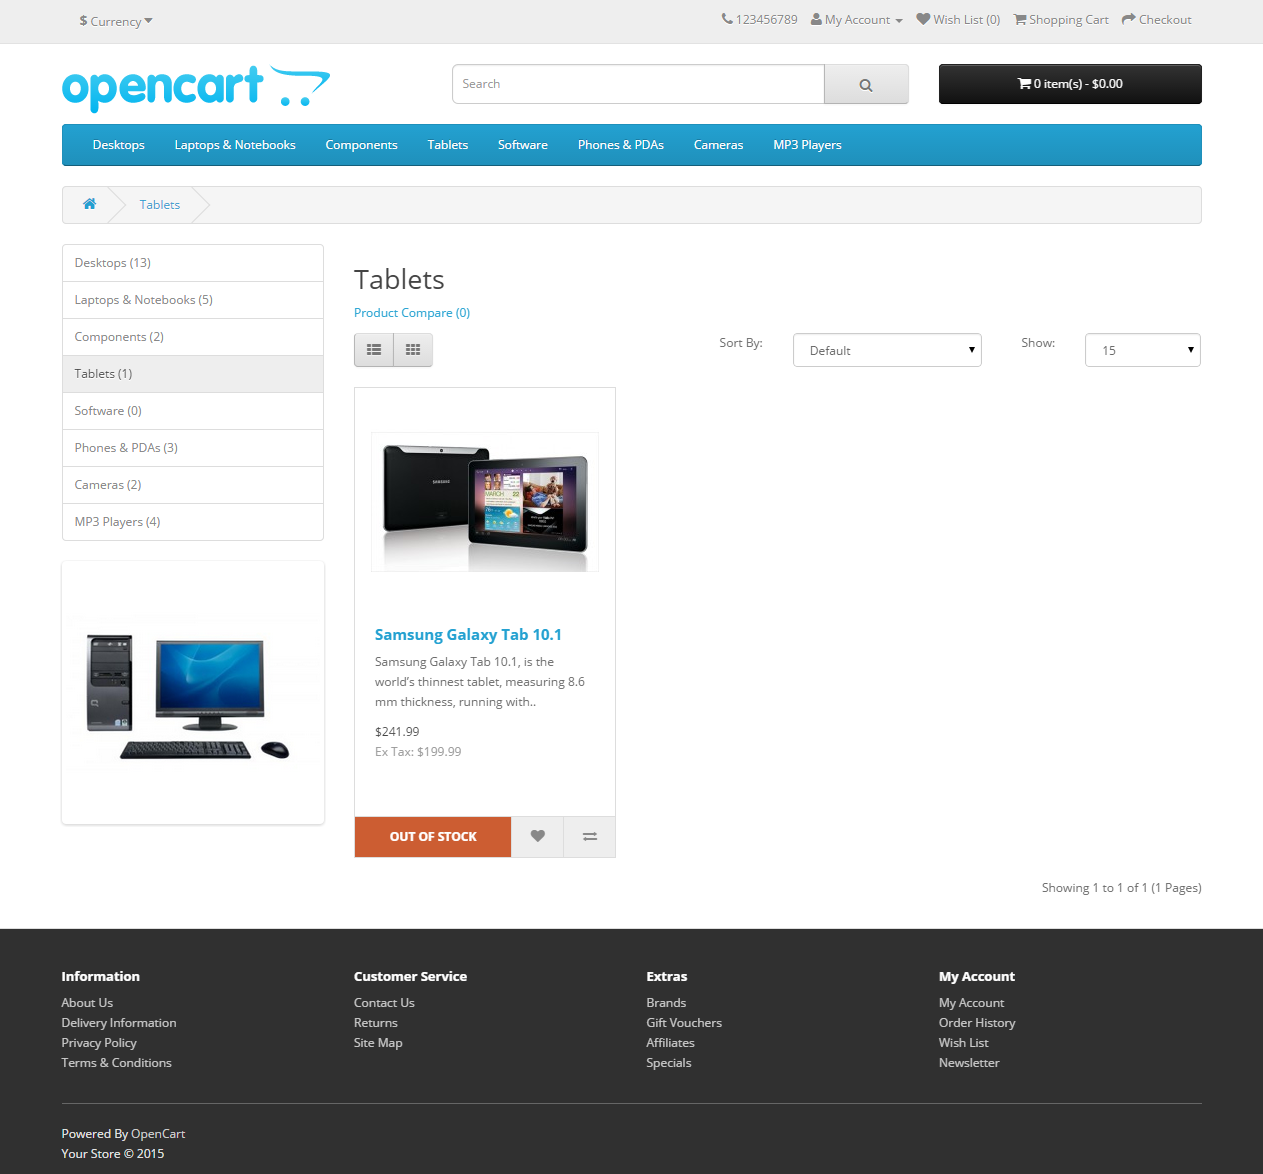 $ Currency
123456789 My Account Wish List (0) Shopping Cart Checkout
opencart
Search
0 item(s) - $0.00
Desktops Laptops & Notebooks Components Tablets Software Phones & PDAs Cameras MP3 Players
Tablets
Desktops (13)
Laptops & Notebooks (5)
Components (2)
Tablets (1)
Software (0)
Phones & PDAs (3)
Cameras (2)
MP3 Players (4)
Tablets
Product Compare (0)
Sort By: Default Show: 15
SAMSUNG
MARCH 22
Samsung Galaxy Tab 10.1
Samsung Galaxy Tab 10.1, is the
world’s thinnest tablet, measuring 8.6
mm thickness, running with..
$241.99
Ex Tax: $199.99
OUT OF STOCK
Showing 1 to 1 of 1 (1 Pages)
Information
About Us
Delivery Information
Privacy Policy
Terms & Conditions
Customer Service
Contact Us
Returns
Site Map
Extras
Brands
Gift Vouchers
Affiliates
Specials
My Account
My Account
Order History
Wish List
Newsletter
Powered By OpenCart
Your Store © 2015